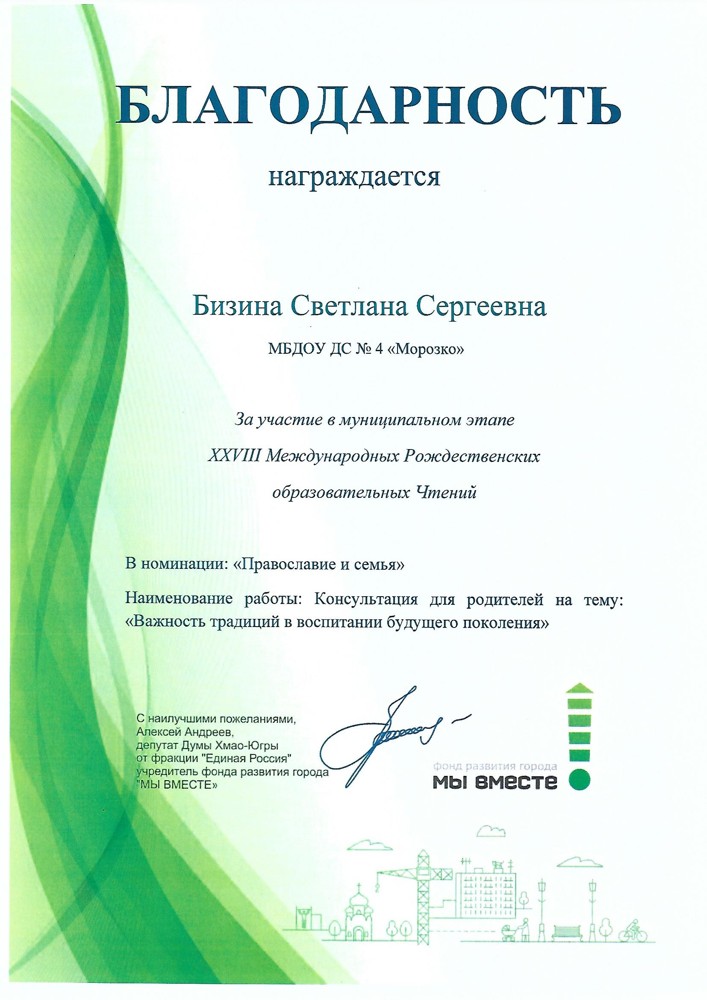 БЛАГОДАРНОСТЬ
награждается
Бизина Светлана Сергеевна
МБДОУ ДС № 4 «Морозко»
За участие в муниципальном этапе
XXVIII Международных Рождественских
образовательных Чтений
В номинации: «Православие и семья»
Наименование работы: Консультация для родителей на тему:
«Важность традиций в воспитании будущего поколения»
С наилучшими пожеланиями,
Алексей Андреев,
депутат Думы Хмао-Югры
от фракции "Единая Россия"
учредитель фонда развития города
"МЫ ВМЕСТЕ»
фонд развития города
мы вместе